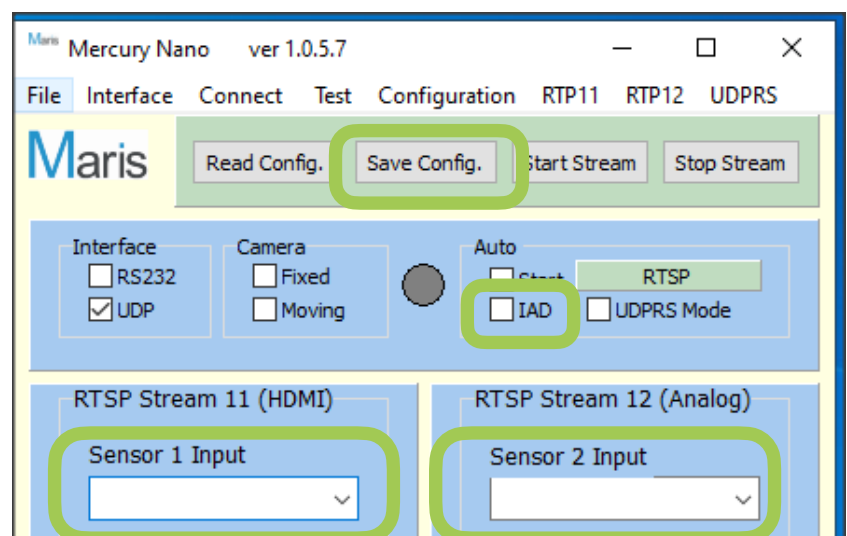 Maris Mercury Nano ver 1.0.5.7
File Interface Connect Test Configuration RTP11 RTP12 UDPRS
Maris Read Config. Save Config. Start Stream Stop Stream
Interface Camera Auto
RS232 Fixed Start RTSP
UDP Moving IAD UDPRS Mode
RTSP Stream 11 (HDMI) RTSP Stream 12 (Analog)
Sensor 1 Input Sensor 2 Input